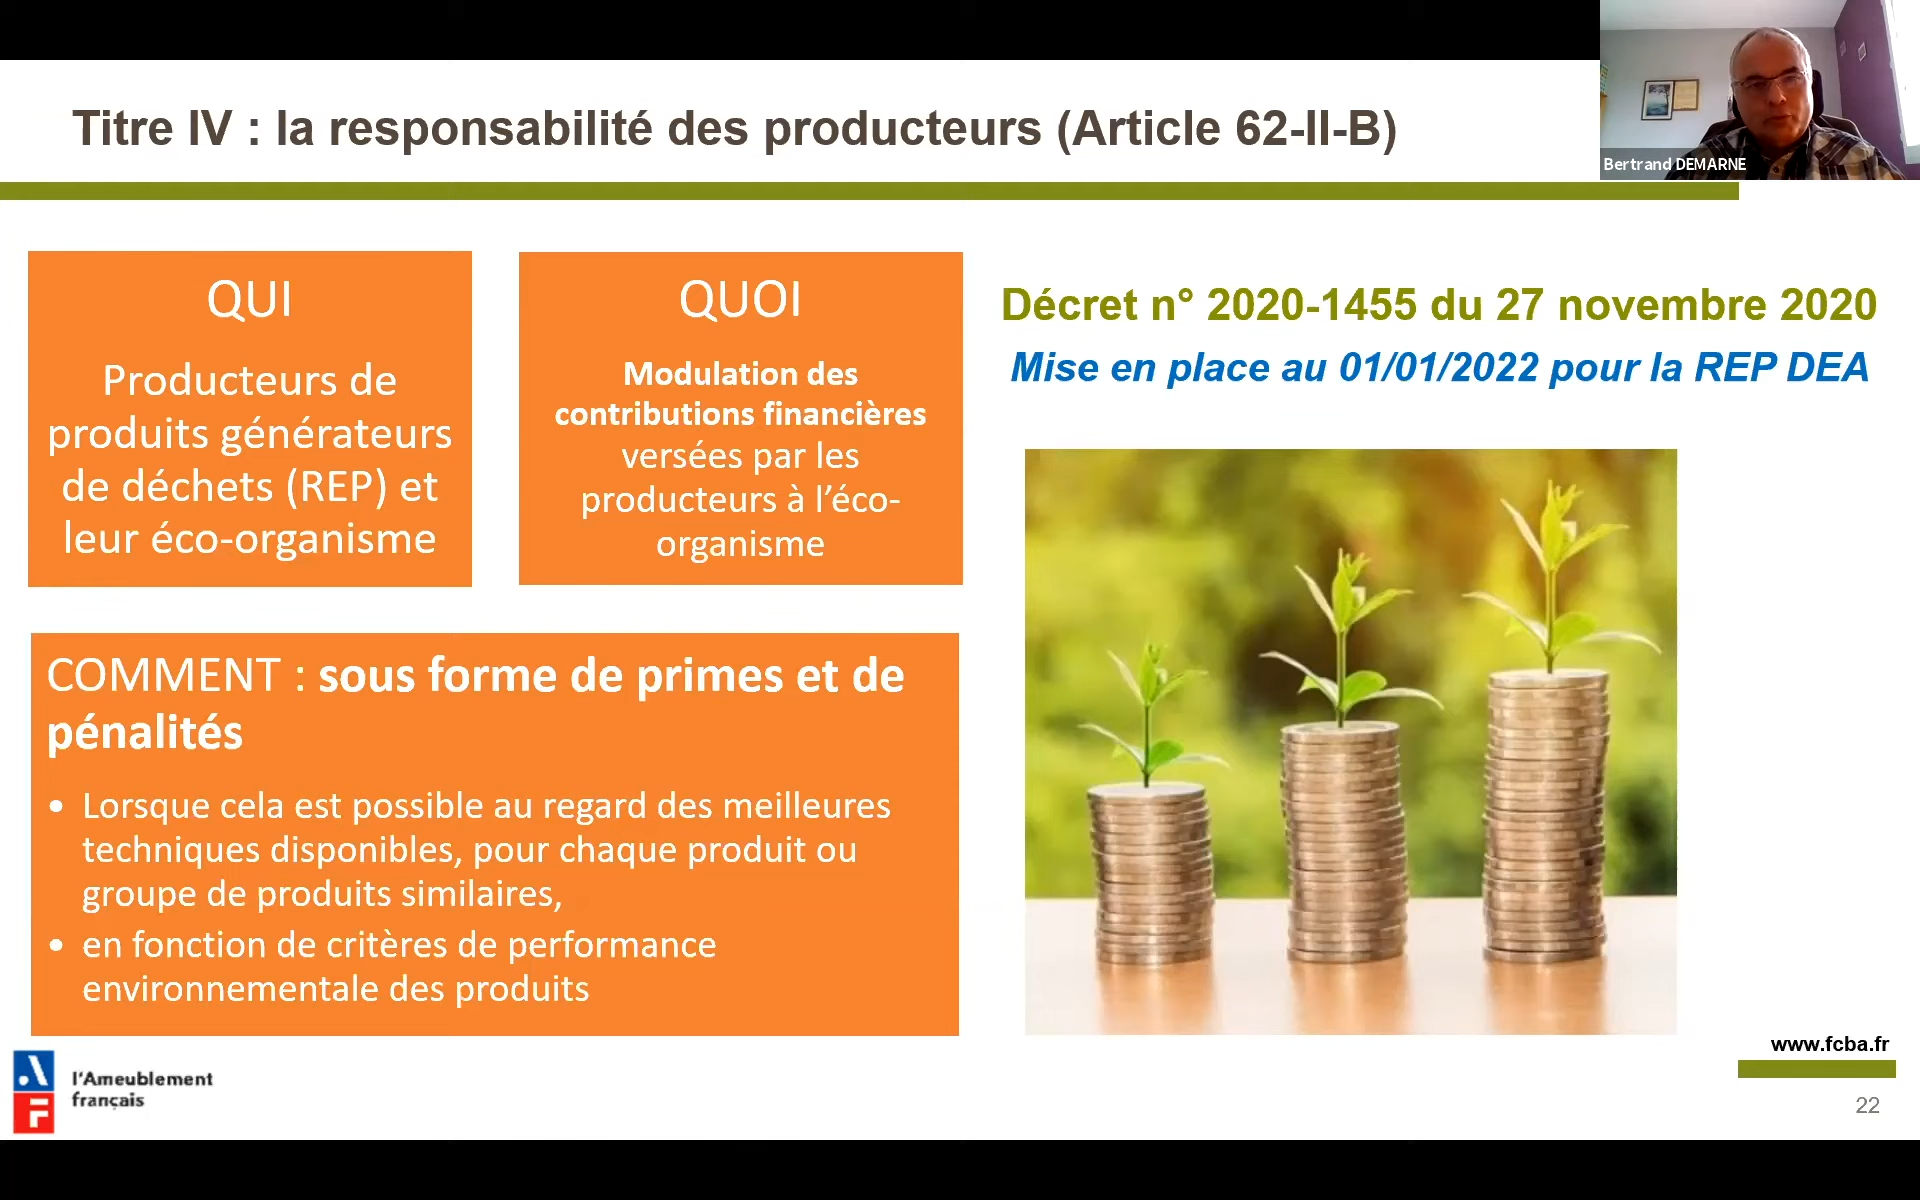 Titre IV : la responsabilité des producteurs (Article 62-II-B)
Bertrand DEMARNE
QUI
Producteurs de
produits générateurs
de déchets (REP) et
leur éco-organisme
QUOI
Modulation des
contributions financières
versées par les
producteurs à l’éco-
organisme
Décret n° 2020-1455 du 27 novembre 2020
Mise en place au 01/01/2022 pour la REP DEA
COMMENT : sous forme de primes et de
pénalités
• Lorsque cela est possible au regard des meilleures
techniques disponibles, pour chaque produit ou
groupe de produits similaires,
• en fonction de critères de performance
environnementale des produits
www.fcba.fr
AF
l'Ameublement
français
22